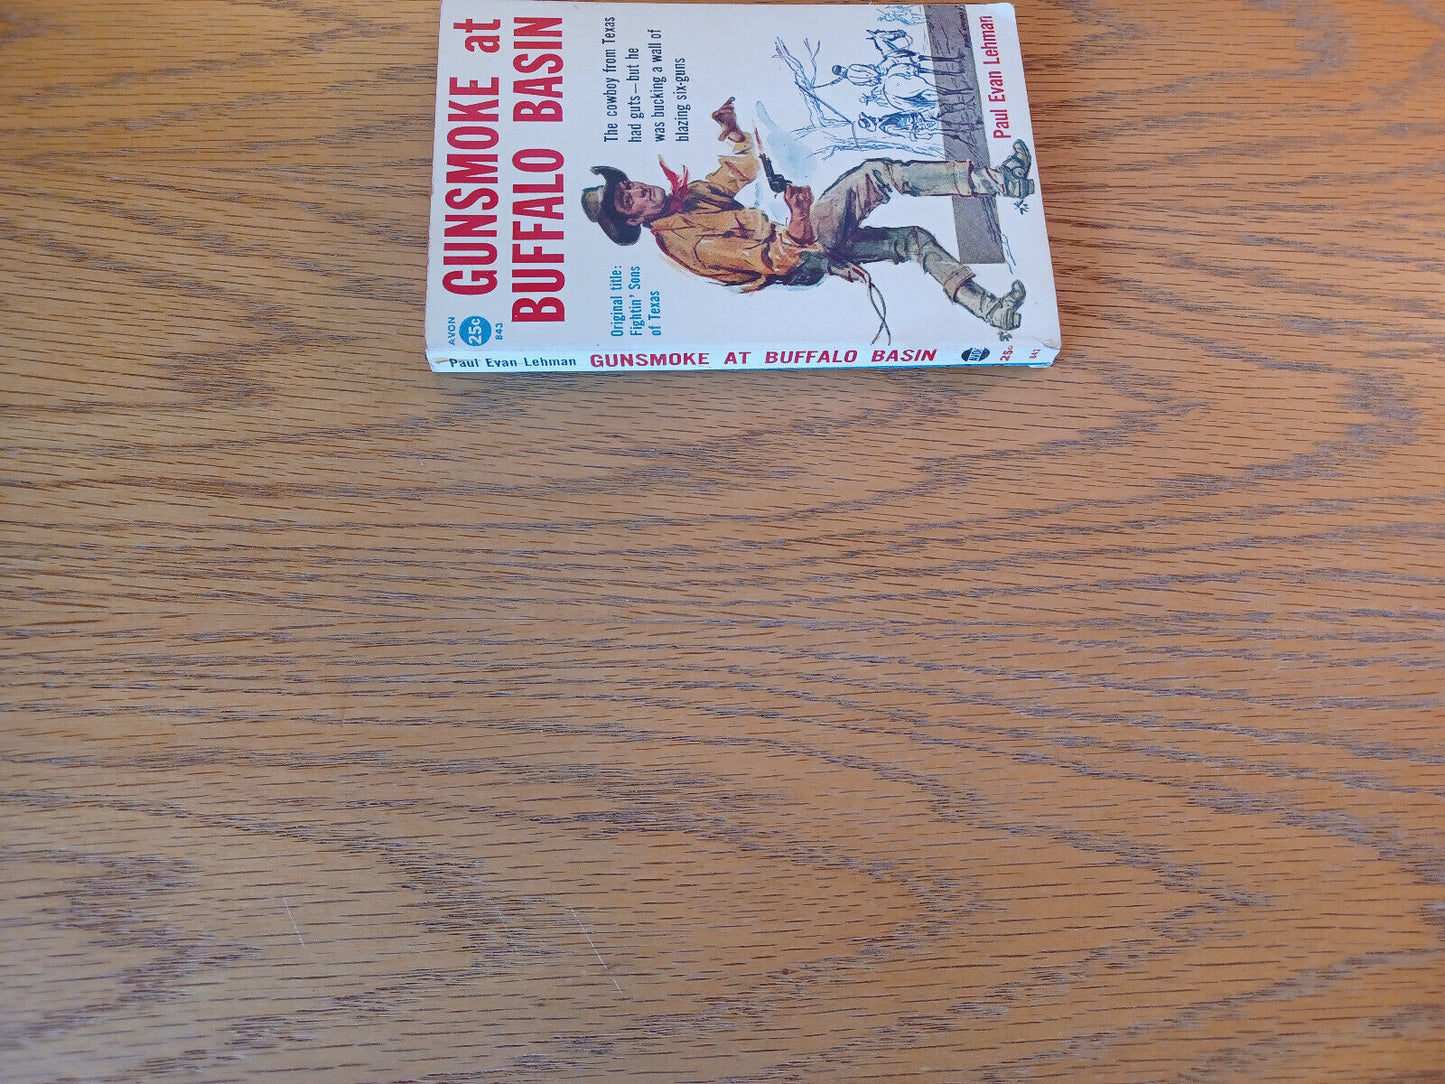 AVON
25c
843
GUNSMOKE at
BUFFALO BASIN
The cowboy from Texas
had guts—but he
was bucking a wall of
blazing six-guns
Original title:
Fightin' Sons
of Texas
Paul Evan Lehman
Paul Evan Lehman GUNSMOKE AT BUFFALO BASIN
25c
843